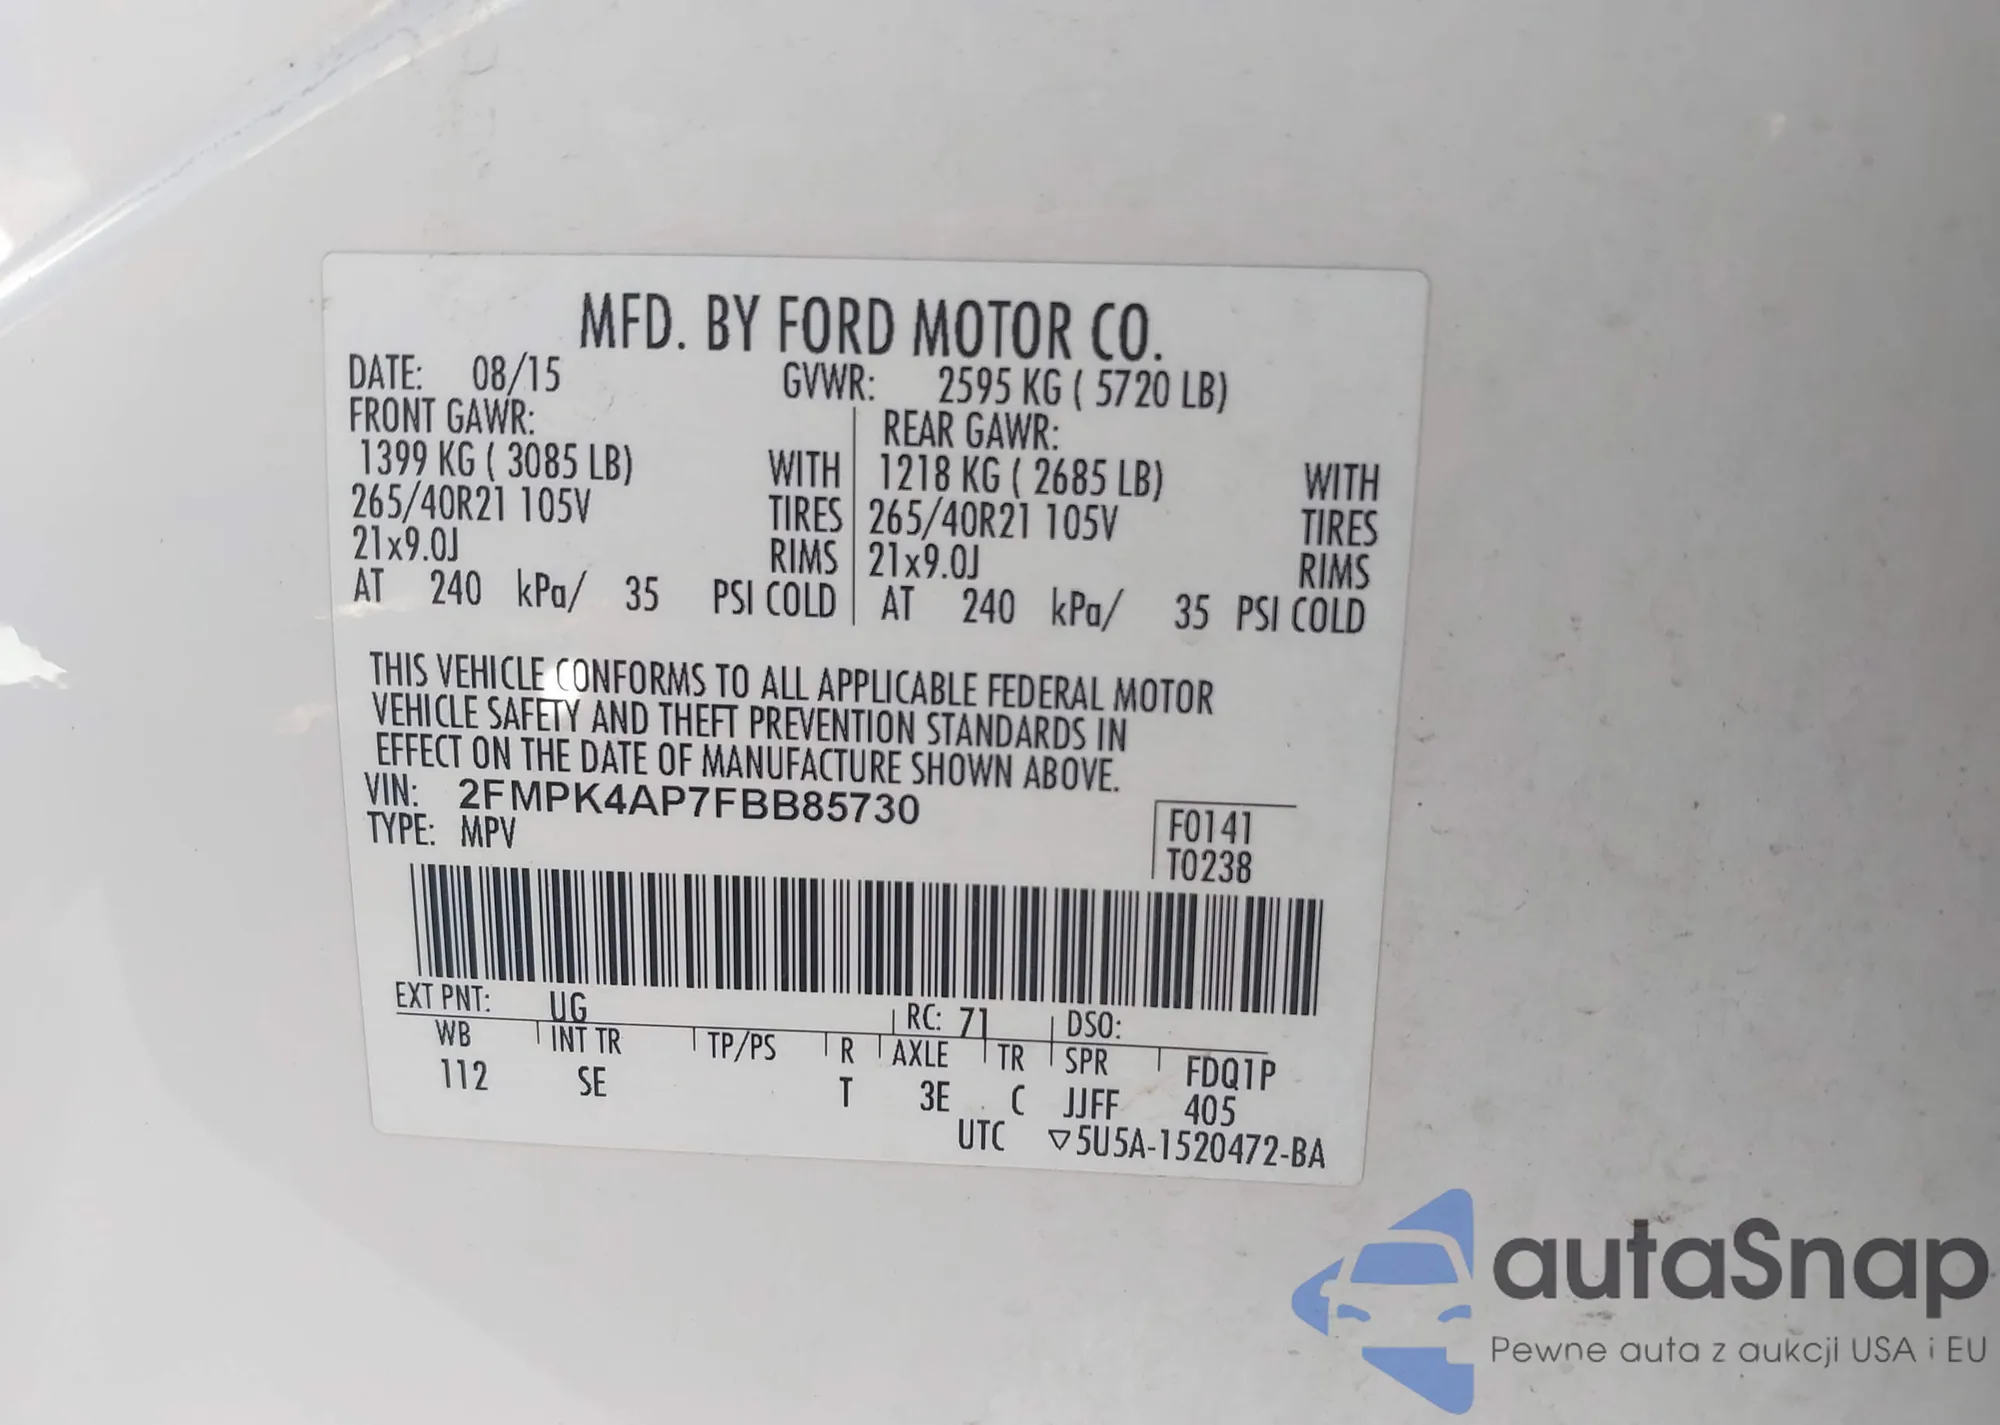 MFD. BY FORD MOTOR CO.
DATE: 08/15 GVWR: 2595 KG ( 5720 LB)
FRONT GAWR: REAR GAWR:
1399 KG ( 3085 LB) WITH 1218 KG ( 2685 LB) WITH
265/40R21 105V TIRES 265/40R21 105V TIRES
21x9.0J RIMS 21x9.0J RIMS
AT 240 kPa/ 35 PSI COLD AT 240 kPa/ 35 PSI COLD
THIS VEHICLE CONFORMS TO ALL APPLICABLE FEDERAL MOTOR
VEHICLE SAFETY AND THEFT PREVENTION STANDARDS IN
EFFECT ON THE DATE OF MANUFACTURE SHOWN ABOVE.
VIN: 2FMPK4AP7FBB85730
TYPE: MPV
F0141
T0238
EXT PNT: UG RC: 71 DSO:
WB INT TR TP/PS R AXLE TR SPR FDQ1P
112 SE T 3E C JJFF 405
UTC ▽5U5A-1520472-BA
autaSnap
Pewne auta z aukcji USA i EU